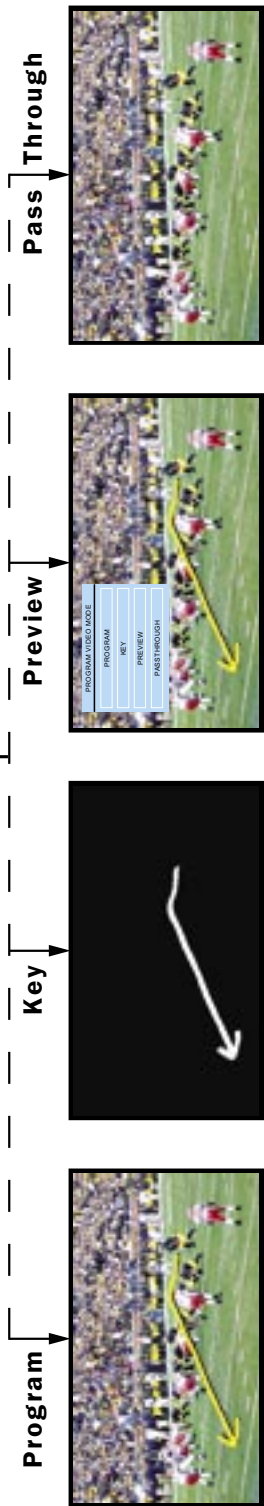 Program
Key
Preview
Pass Through
PROGRAM VIDEO MODE
PROGRAM
KEY
PREVIEW
PASSTHROUGH